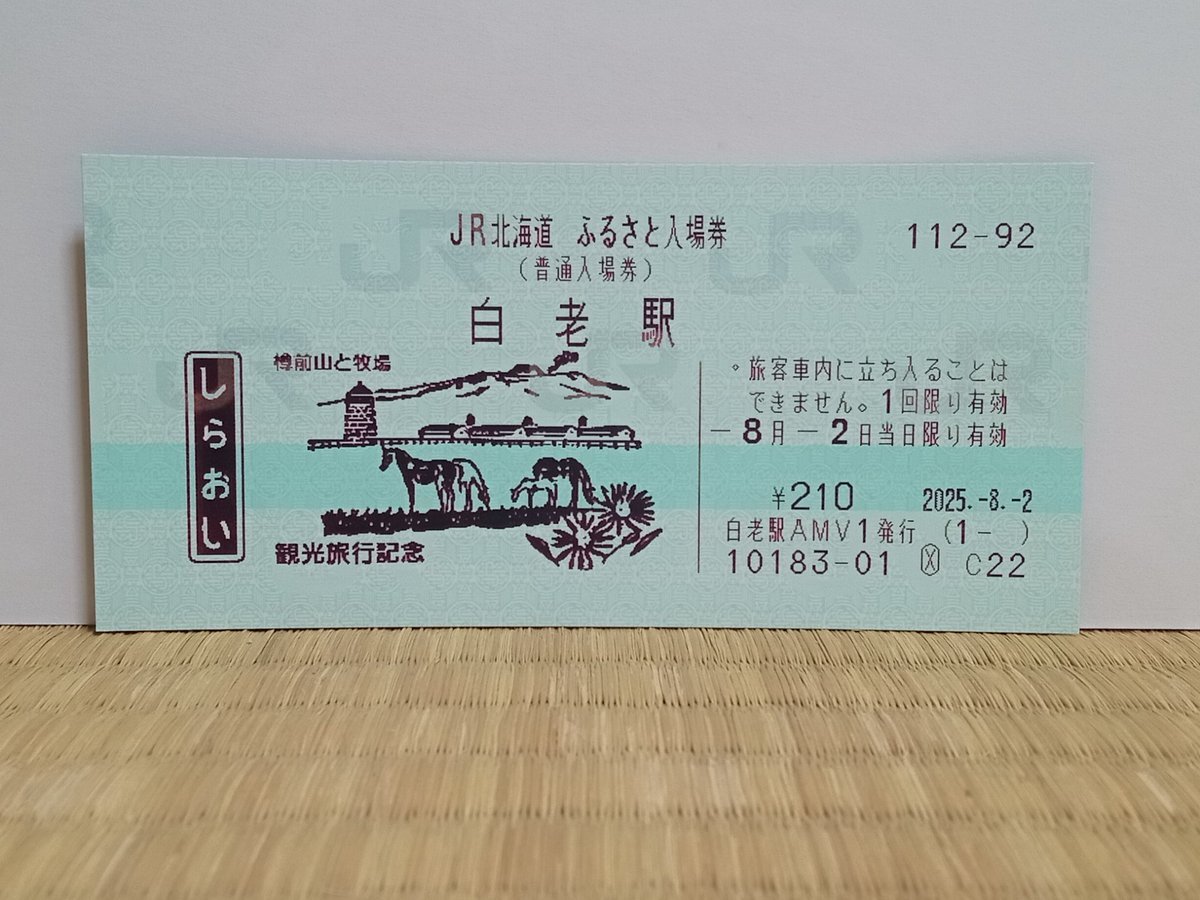 JR北海道 ふるさと入場券
112-92
(普通入場券)
白老駅
しらおい
樽前山と牧場
観光旅行記念
。旅客車内に立ち入ることは
できません。1回限り有効
-8月-2日当日限り有効
¥210 2025.-8.-2
白老駅AMV1発行 (1- )
10183-01 Ⓧ C22